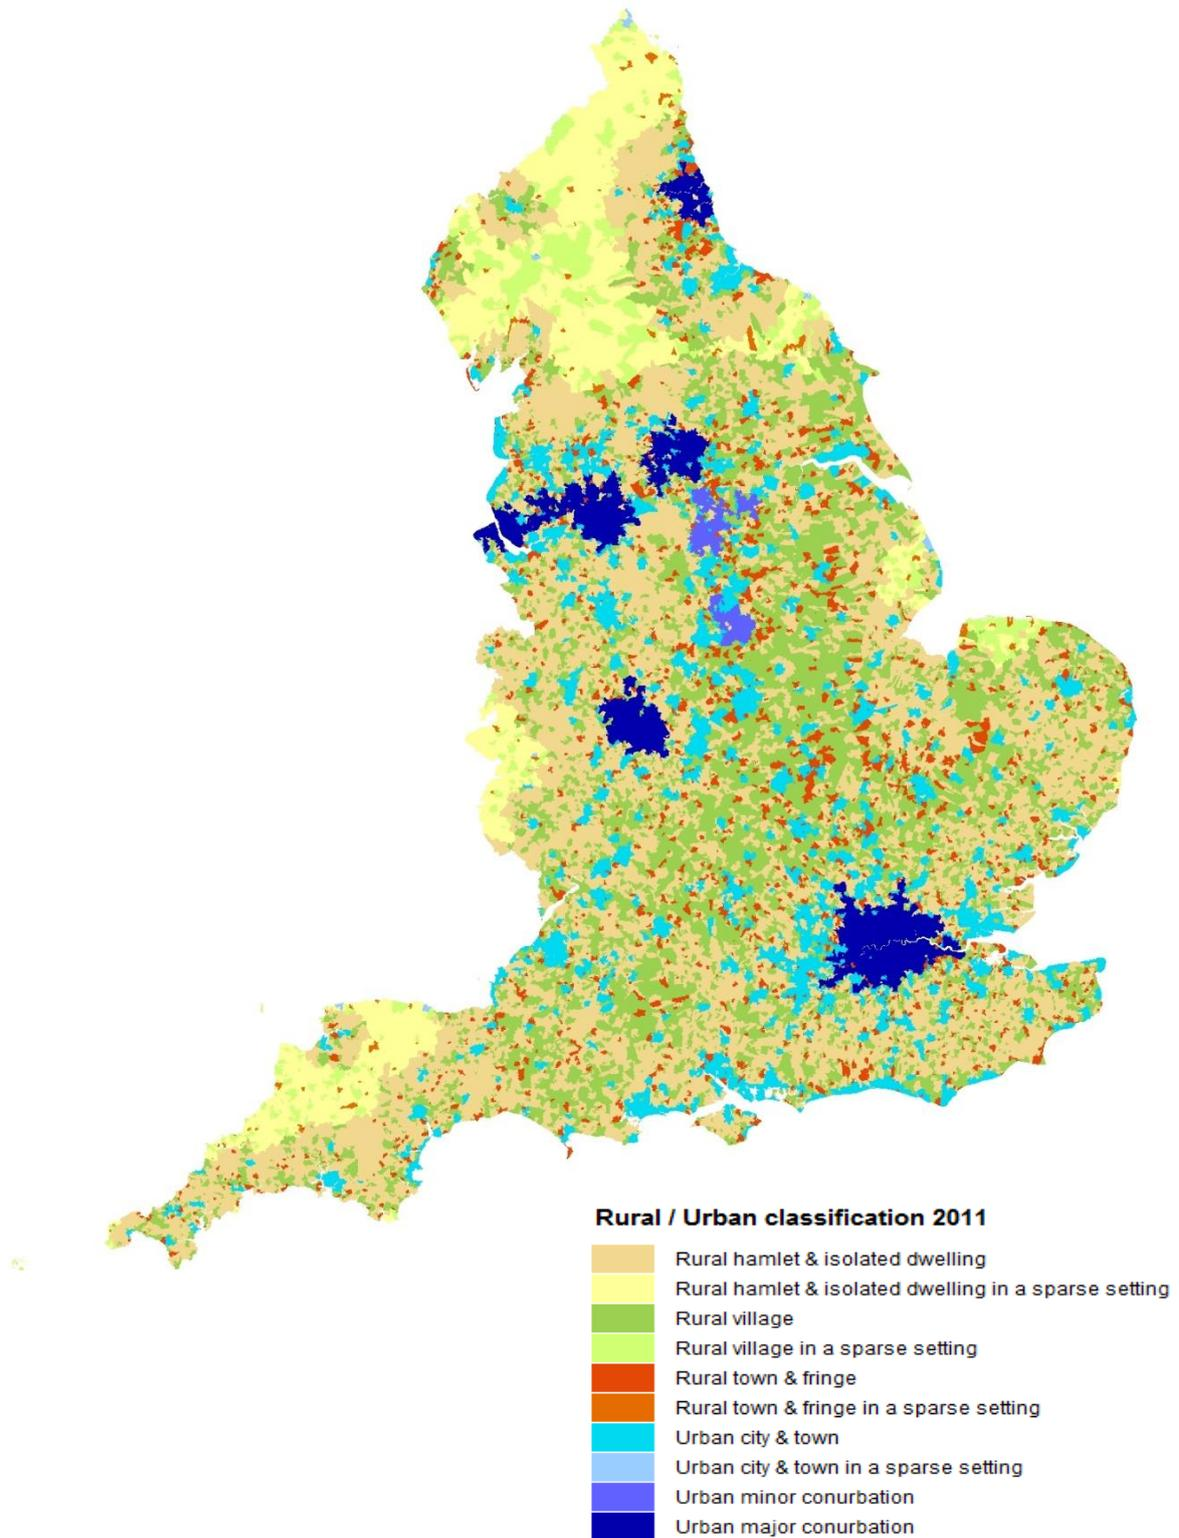 Rural / Urban classification 2011
Rural hamlet & isolated dwelling
Rural hamlet & isolated dwelling in a sparse setting
Rural village
Rural village in a sparse setting
Rural town & fringe
Rural town & fringe in a sparse setting
Urban city & town
Urban city & town in a sparse setting
Urban minor conurbation
Urban major conurbation